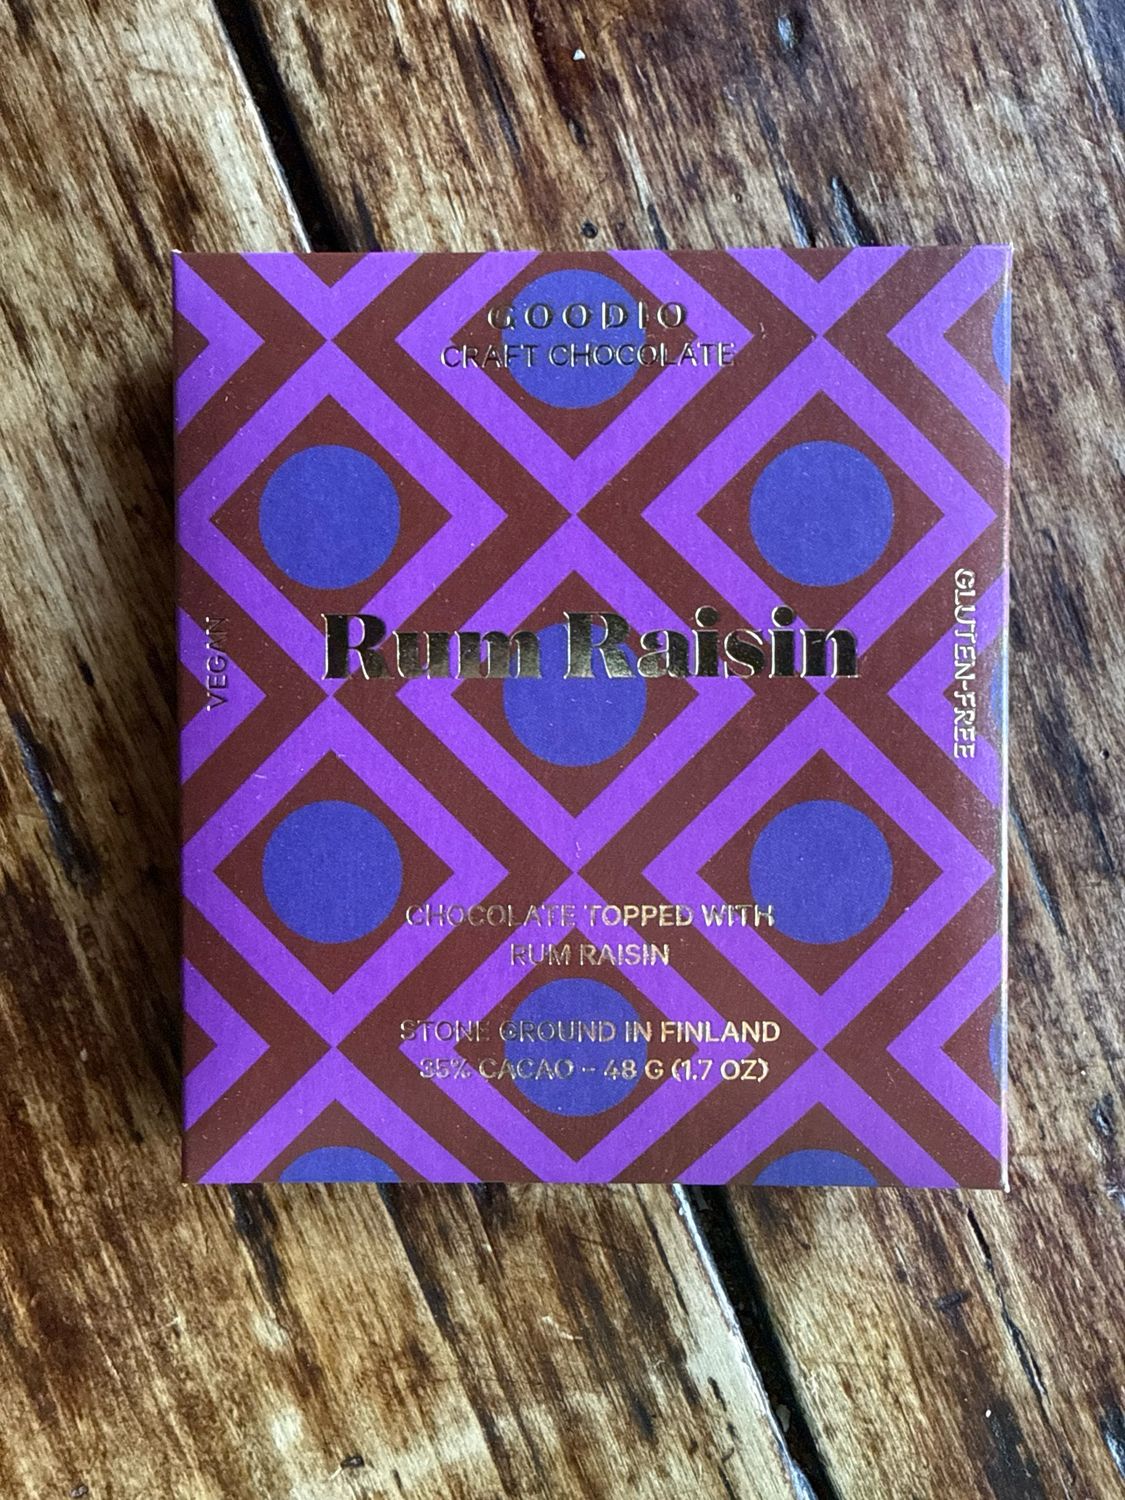 GOODIO
CRAFT CHOCOLATE
Rum Raisin
VEGAN
GLUTEN-FREE
CHOCOLATE TOPPED WITH
RUM RAISIN
STONE GROUND IN FINLAND
35% CACAO - 48 G (1.7 OZ)